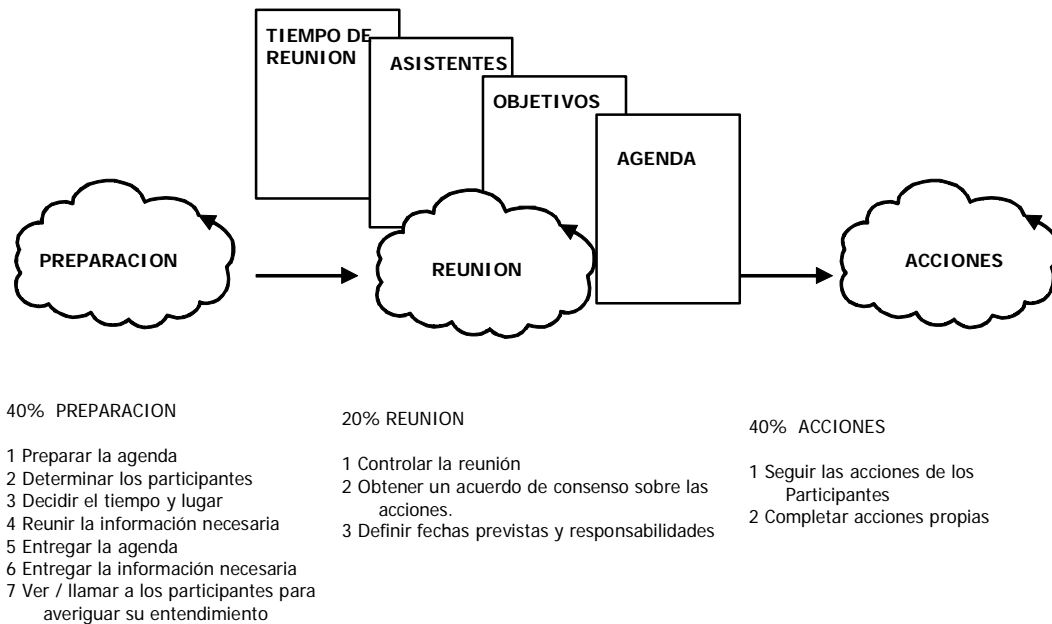 TIEMPO DE
REUNION
ASISTENTES
OBJETIVOS
AGENDA
PREPARACION
REUNION
ACCIONES
40% PREPARACION
1 Preparar la agenda
2 Determinar los participantes
3 Decidir el tiempo y lugar
4 Reunir la información necesaria
5 Entregar la agenda
6 Entregar la información necesaria
7 Ver / llamar a los participantes para
averiguar su entendimiento
20% REUNION
1 Controlar la reunión
2 Obtener un acuerdo de consenso sobre las
acciones.
3 Definir fechas previstas y responsabilidades
40% ACCIONES
1 Seguir las acciones de los
Participantes
2 Completar acciones propias